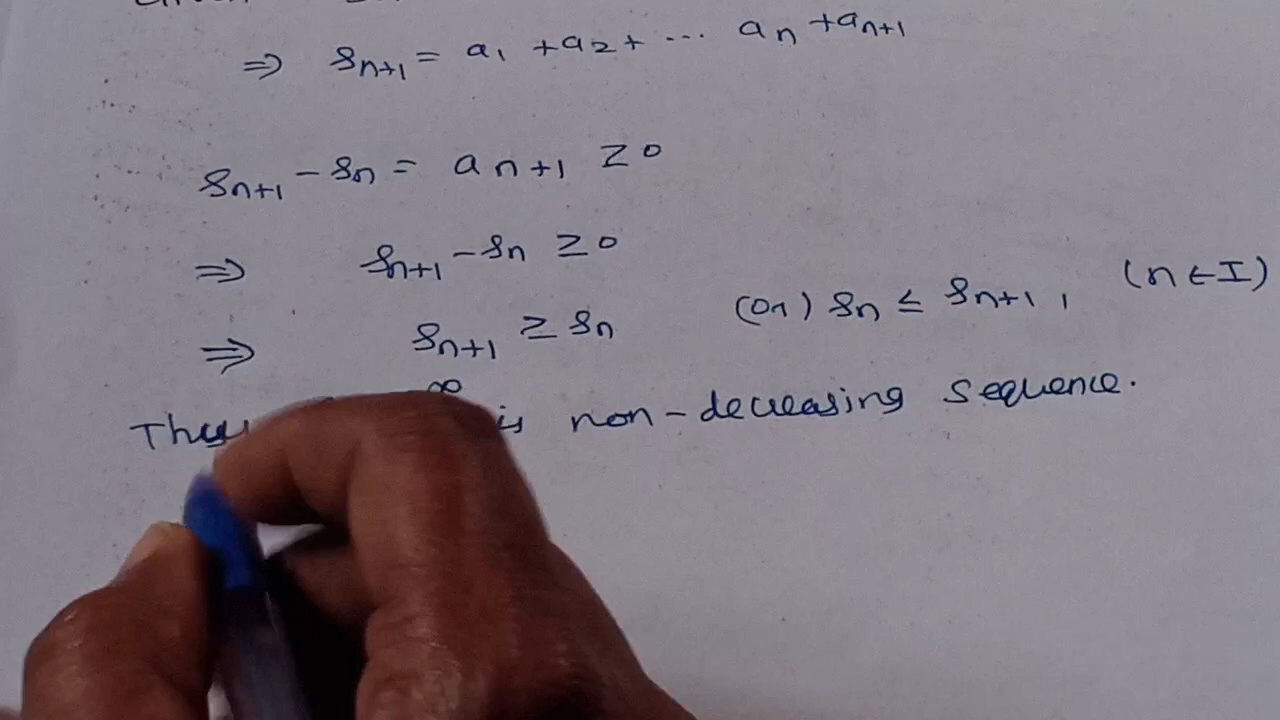 ⇒ Sn+1 = a1 + a2 + ... an + an+1
Sn+1 - Sn = an+1 ≥ 0
⇒ Sn+1 - Sn ≥ 0
⇒ Sn+1 ≥ Sn (or) Sn ≤ Sn+1, (n ∈ I)
Thus ∞ is non-decreasing sequence.